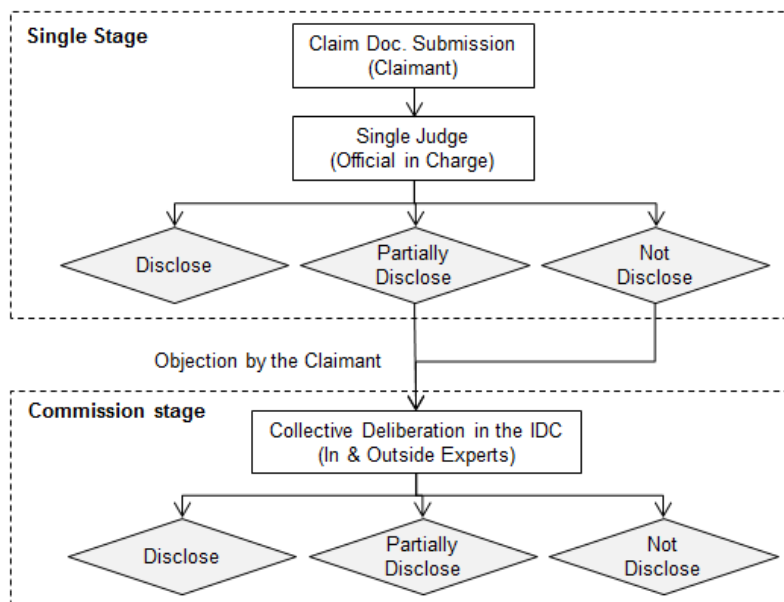 Single Stage
Claim Doc. Submission
(Claimant)
Single Judge
(Official in Charge)
Disclose
Partially
Disclose
Not
Disclose
Objection by the Claimant
Commission stage
Collective Deliberation in the IDC
(In & Outside Experts)
Disclose
Partially
Disclose
Not
Disclose